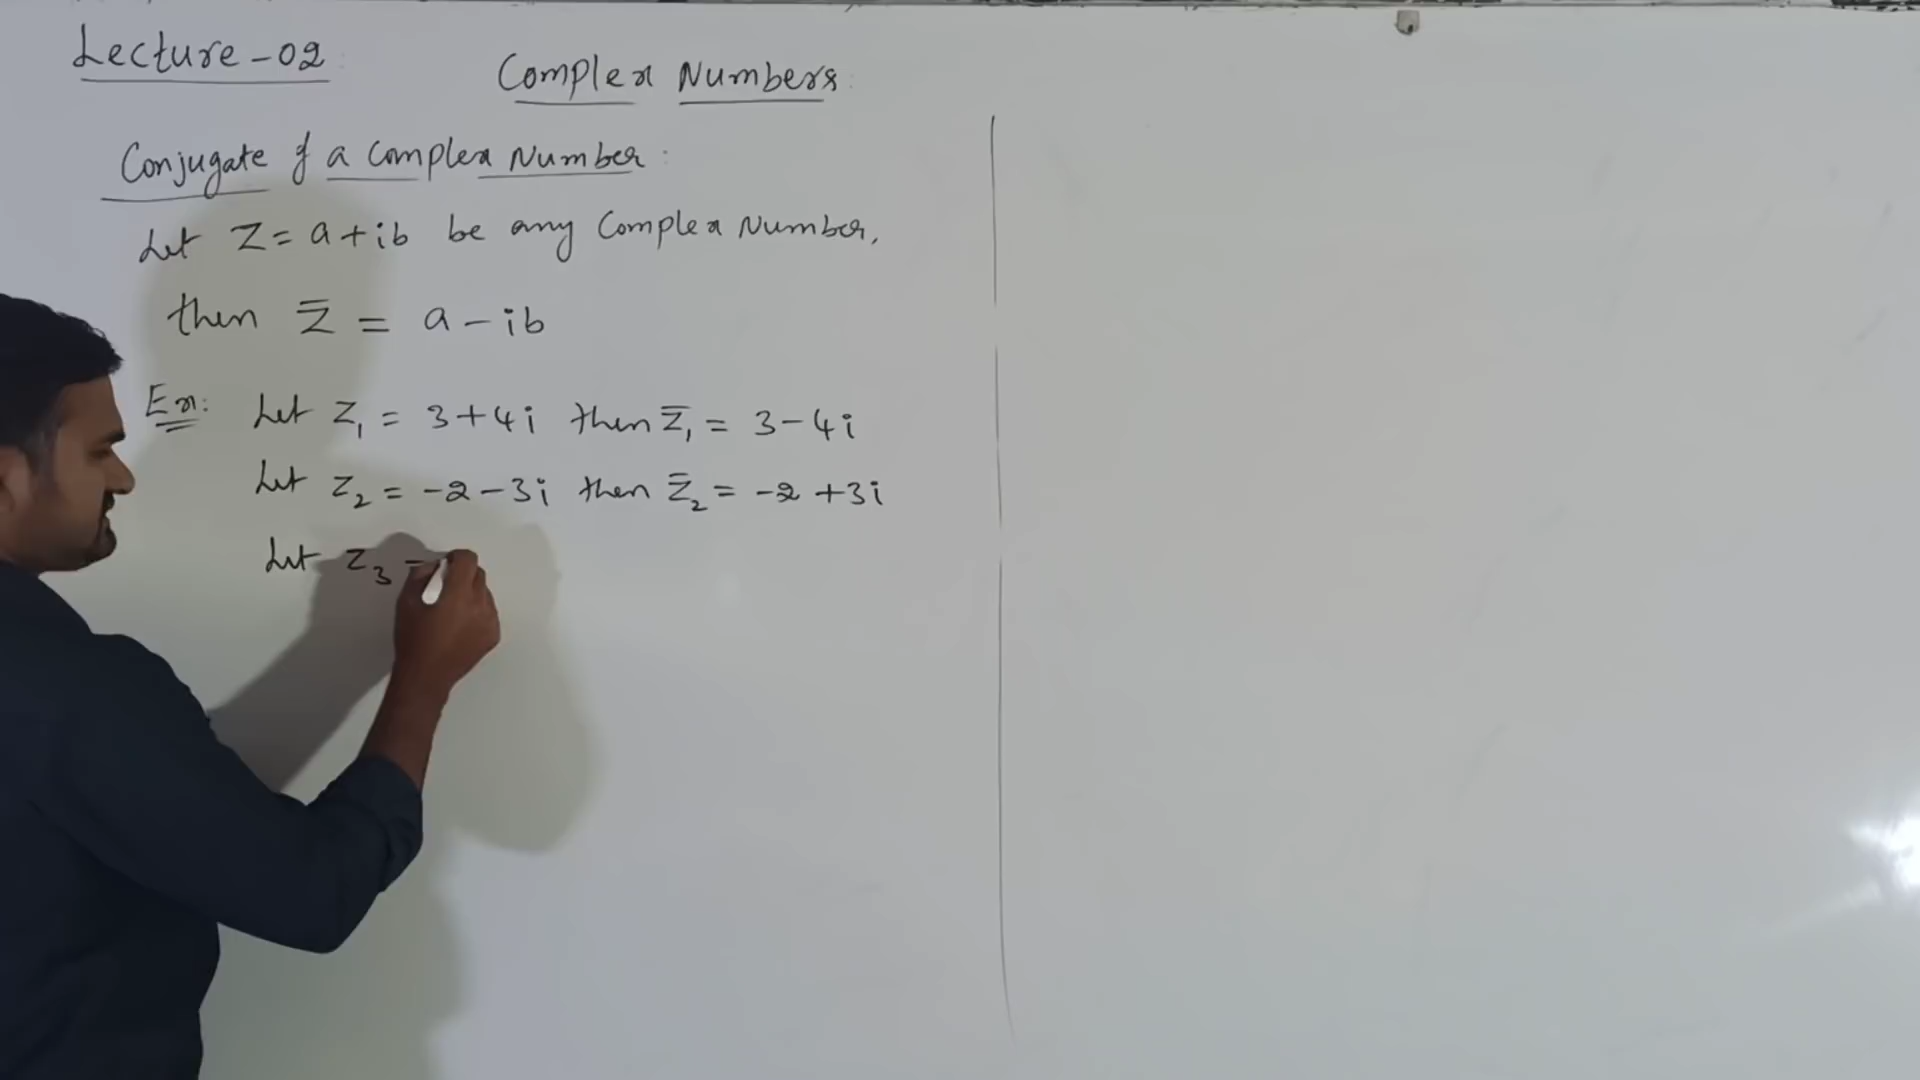 Lecture-02
Complex Numbers
Conjugate of a Complex Number:
Let Z = a + ib be any Complex Number,
then Z̅ = a - ib
Ex: Let Z₁ = 3 + 4i then Z̅₁ = 3 - 4i
Let Z₂ = -2 - 3i then Z̅₂ = -2 + 3i
Let Z₃ =